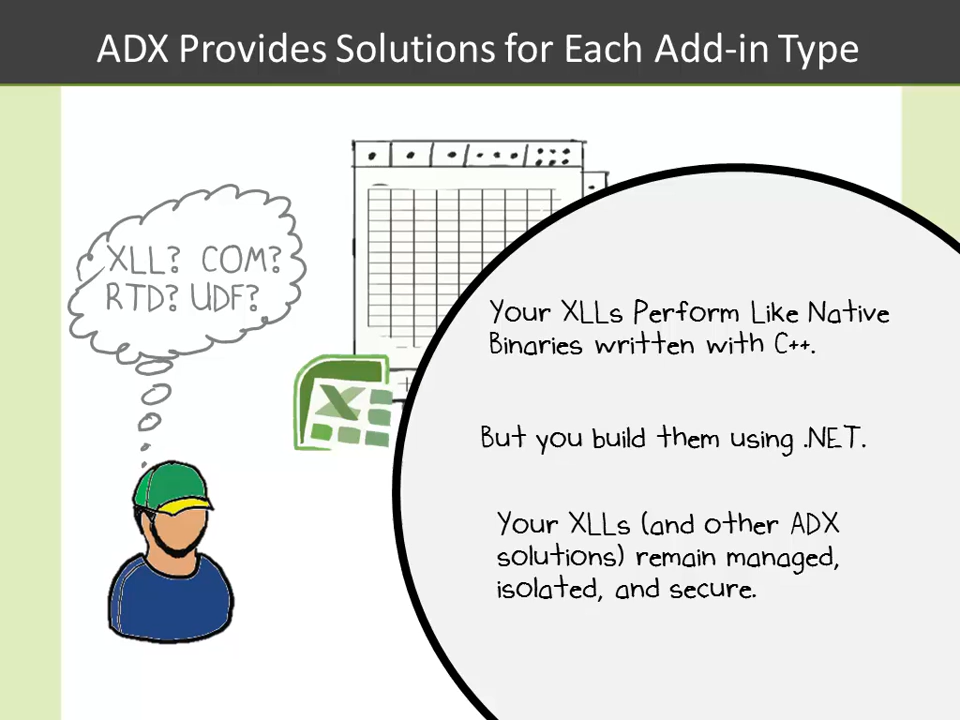 ADX Provides Solutions for Each Add-in Type
XLL? COM?
RTD? UDF?
Your XLLs Perform Like Native
Binaries written with C++.
But you build them using .NET.
Your XLLs (and other ADX
solutions) remain managed,
isolated, and secure.